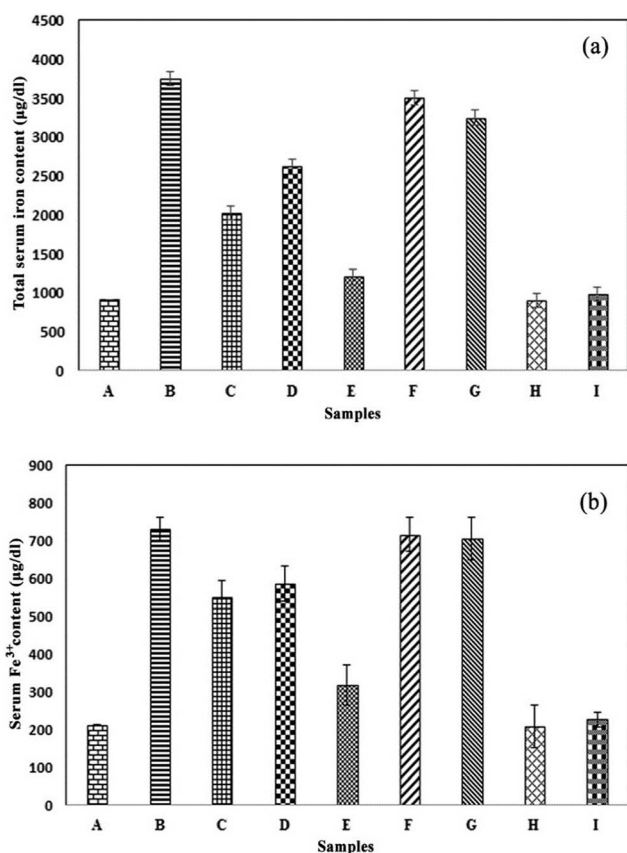 (a)
Total serum iron content (µg/dl)
4500
4000
3500
3000
2500
2000
1500
1000
500
0
A B C D E F G H I
Samples
(b)
Serum Fe³⁺content (µg/dl)
900
800
700
600
500
400
300
200
100
0
A B C D E F G H I
Samples